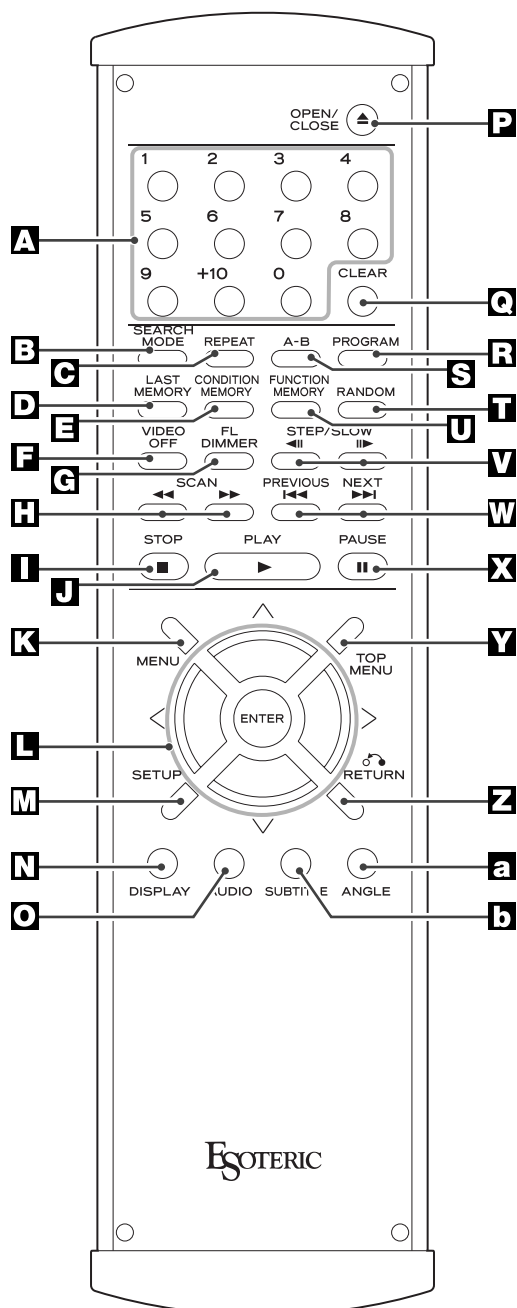 OPEN/
CLOSE
P
1 2 3 4
5 6 7 8
A
9 +10 0 CLEAR
Q
SEARCH
MODE REPEAT A-B PROGRAM
B C S R
LAST
MEMORY CONDITION
MEMORY FUNCTION
MEMORY RANDOM
D E U T
VIDEO
OFF FL
DIMMER STEP/SLOW
F G V
SCAN PREVIOUS NEXT
H W
STOP PLAY PAUSE
I J X
K Y
MENU TOP
MENU
L ENTER
SETUP RETURN
M Z
N a
DISPLAY AUDIO SUBTITLE ANGLE
O b
ESOTERIC